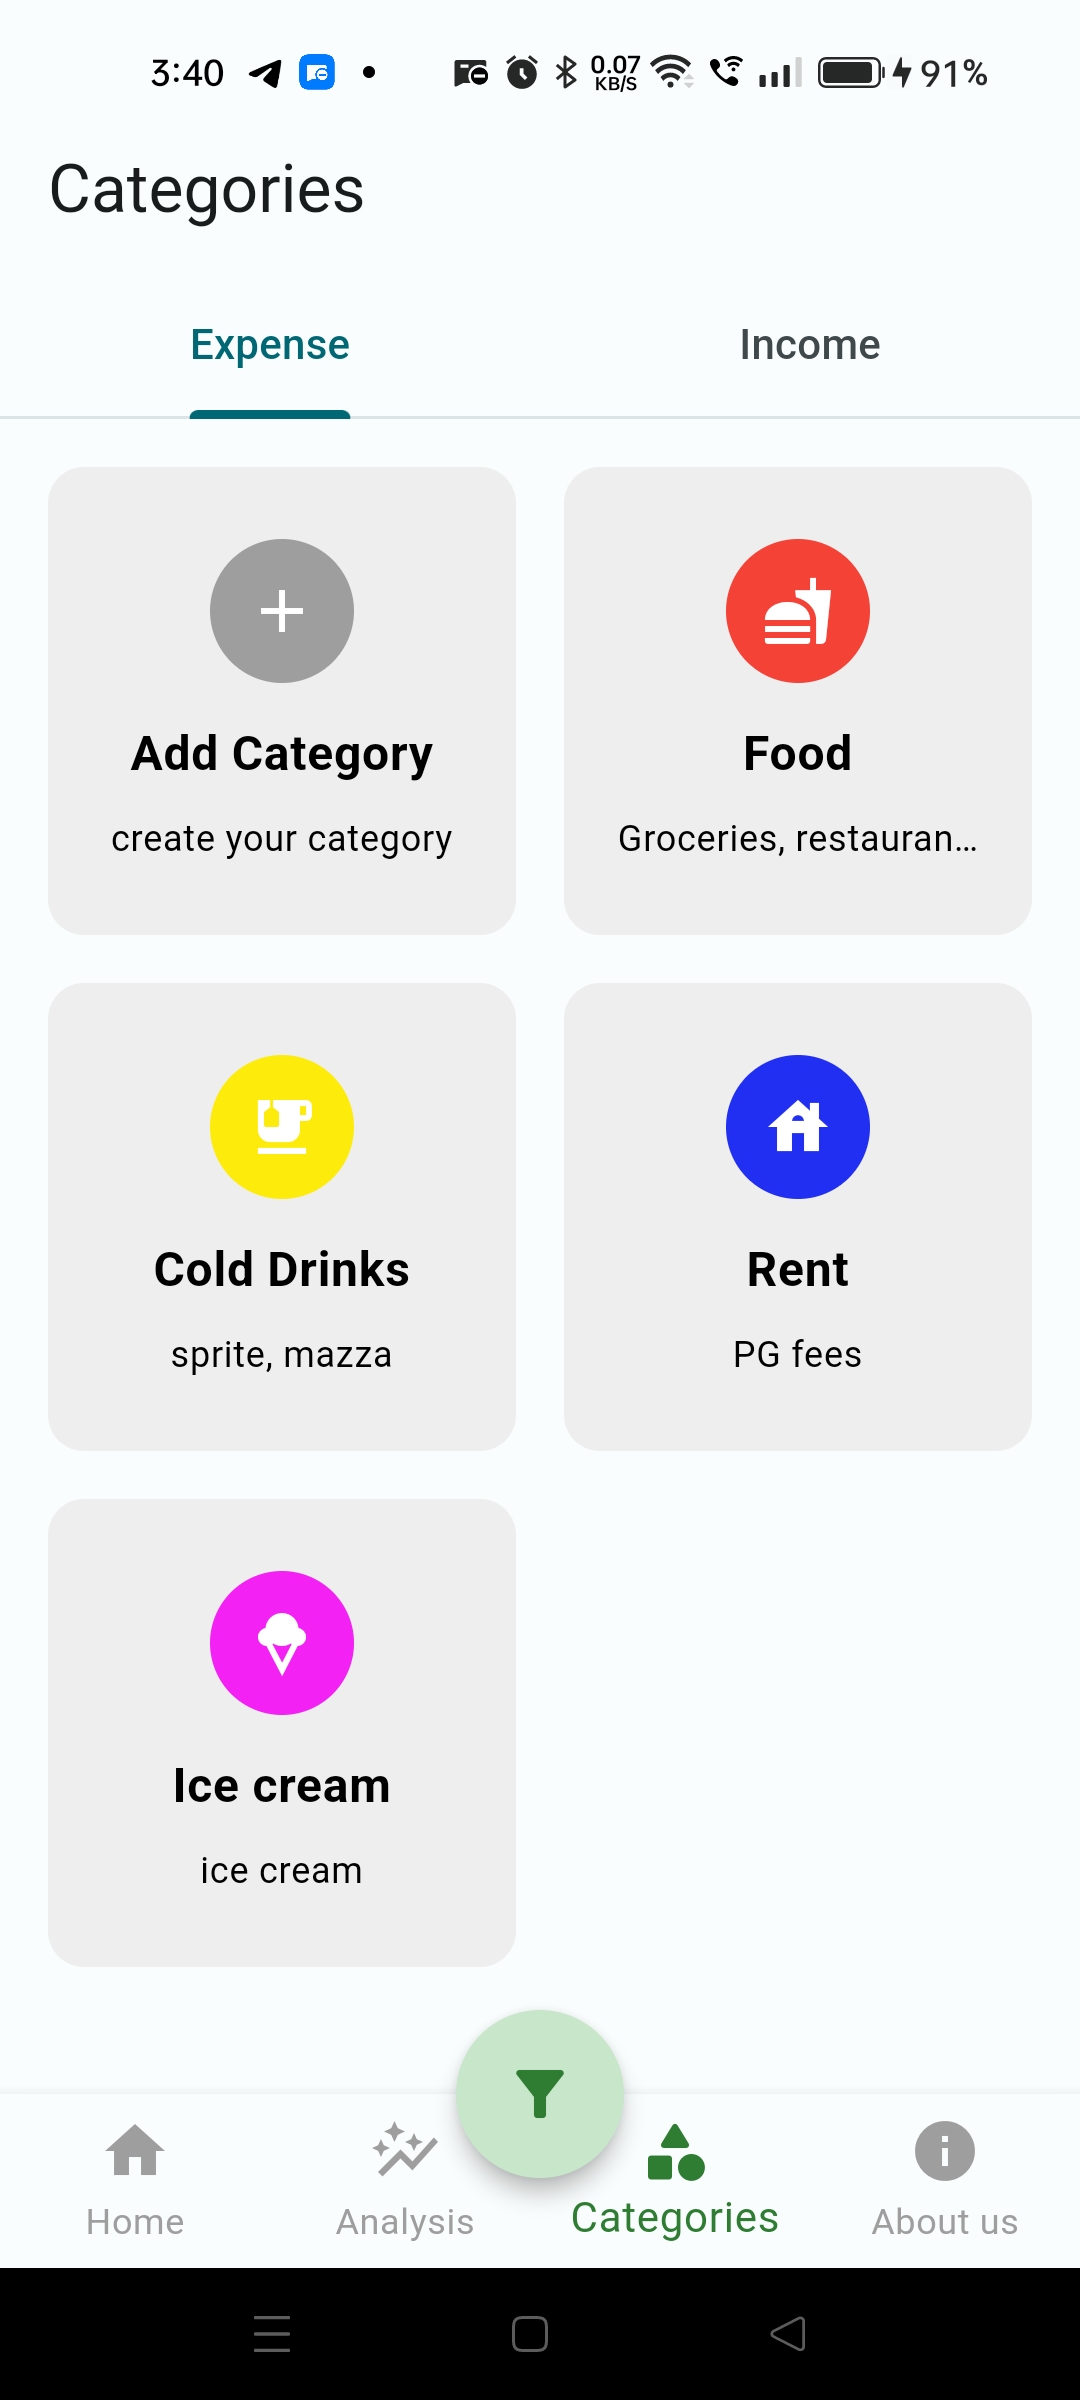 3:40 0.07 KB/S 91%
Categories
Expense Income
Add Category Food
create your category Groceries, restauran...
Cold Drinks Rent
sprite, mazza PG fees
Ice cream
ice cream
Home Analysis Categories About us